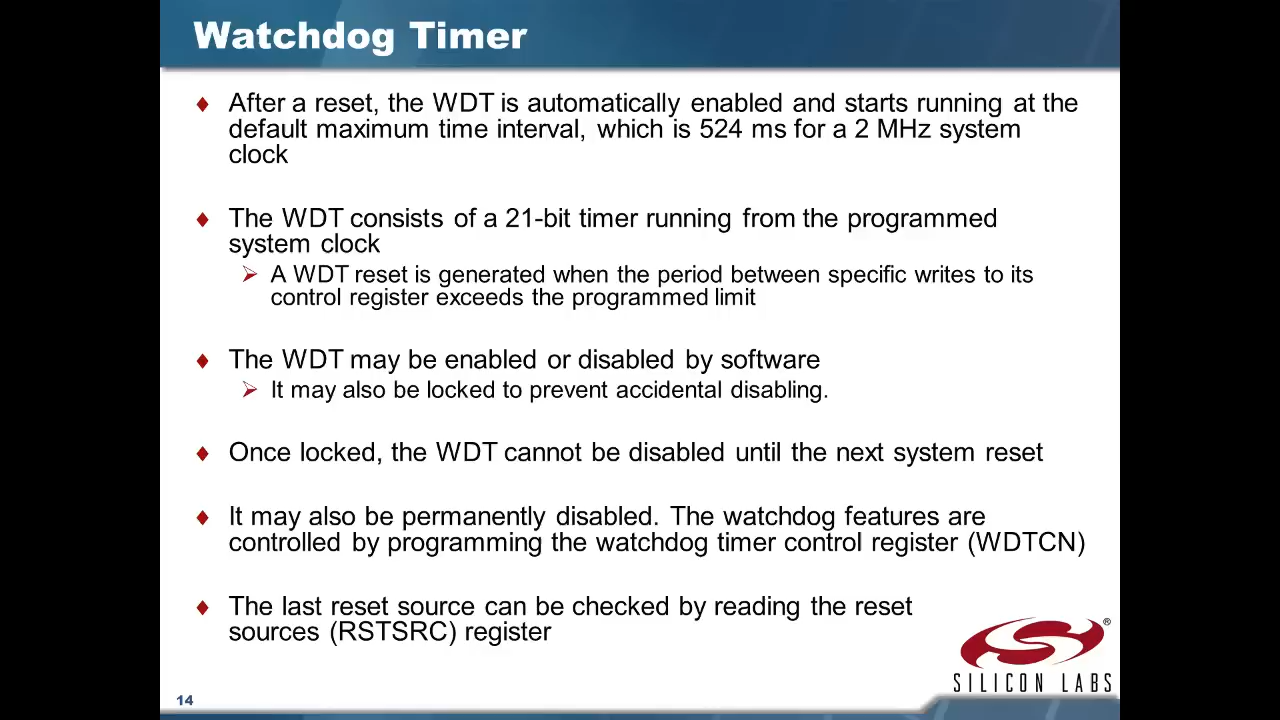 Watchdog Timer
After a reset, the WDT is automatically enabled and starts running at the
default maximum time interval, which is 524 ms for a 2 MHz system
clock
The WDT consists of a 21-bit timer running from the programmed
system clock
A WDT reset is generated when the period between specific writes to its
control register exceeds the programmed limit
The WDT may be enabled or disabled by software
It may also be locked to prevent accidental disabling.
Once locked, the WDT cannot be disabled until the next system reset
It may also be permanently disabled. The watchdog features are
controlled by programming the watchdog timer control register (WDTCN)
The last reset source can be checked by reading the reset
sources (RSTSRC) register
®
SILICON LABS
14